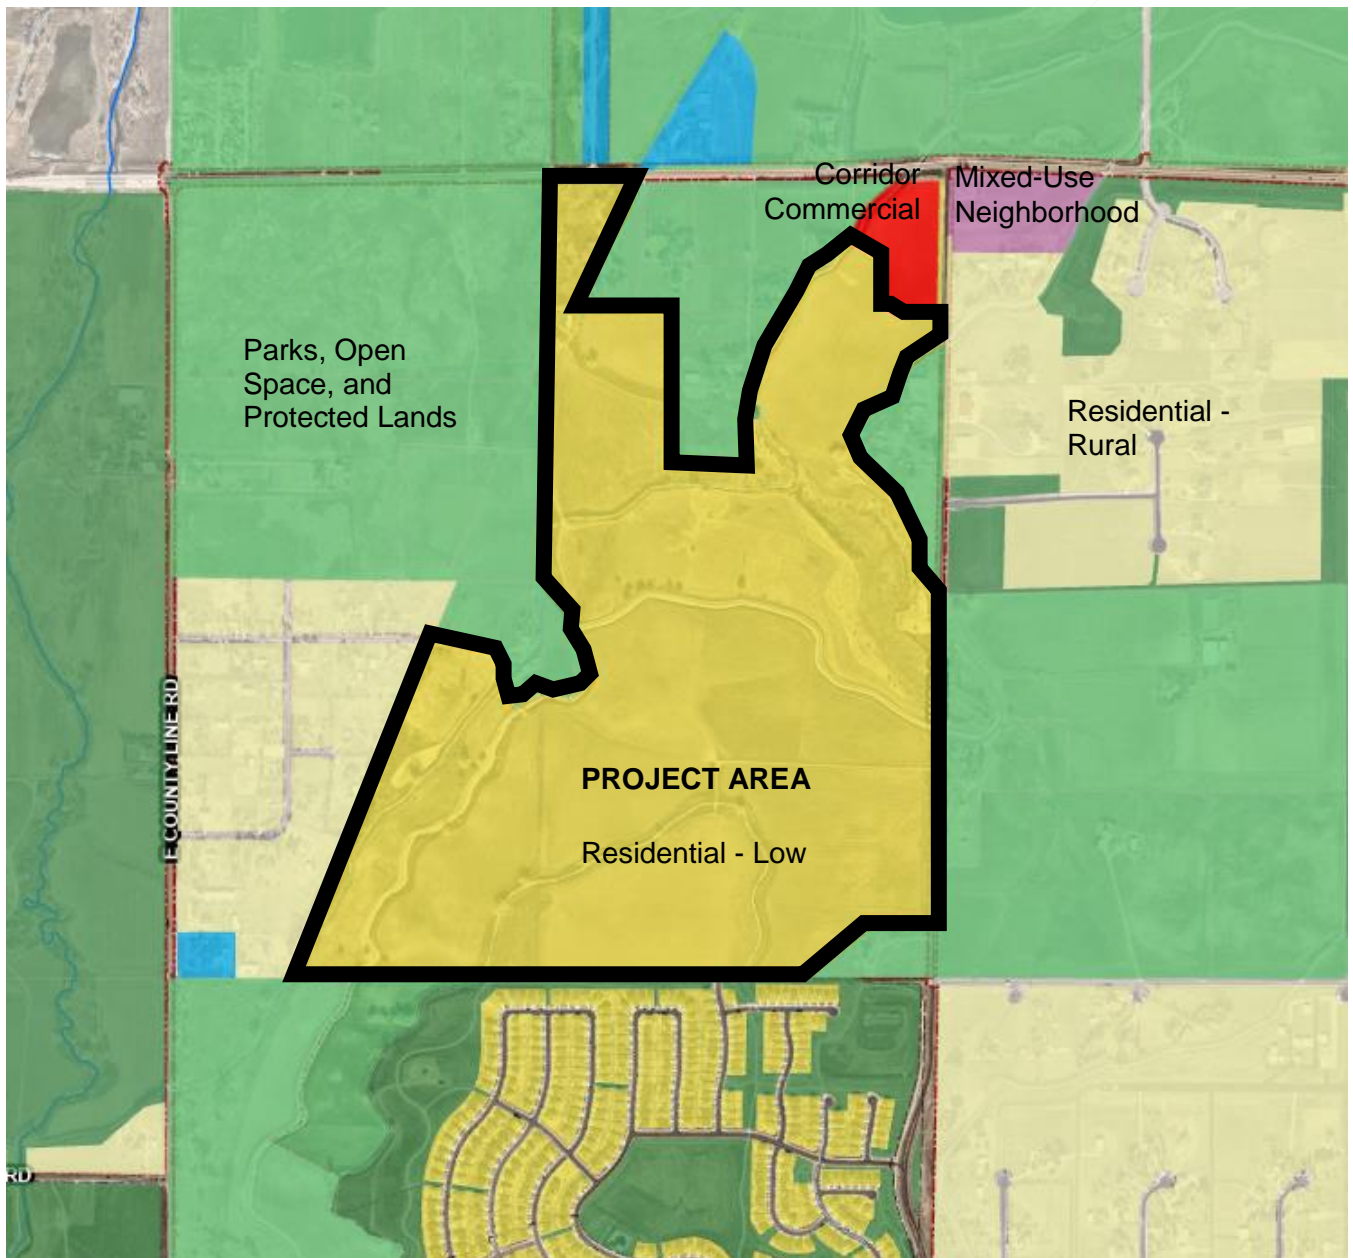 Corridor
Commercial
Mixed-Use
Neighborhood
Parks, Open
Space, and
Protected Lands
Residential -
Rural
E COUNTY LINE RD
PROJECT AREA
Residential - Low
RD